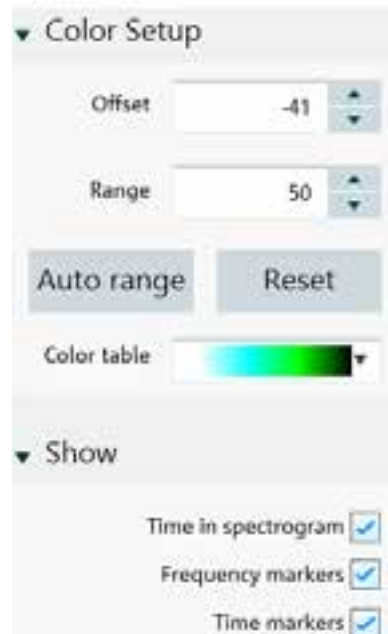 Color Setup
Offset -41
Range 50
Auto range Reset
Color table
Show
Time in spectrogram
Frequency markers
Time markers